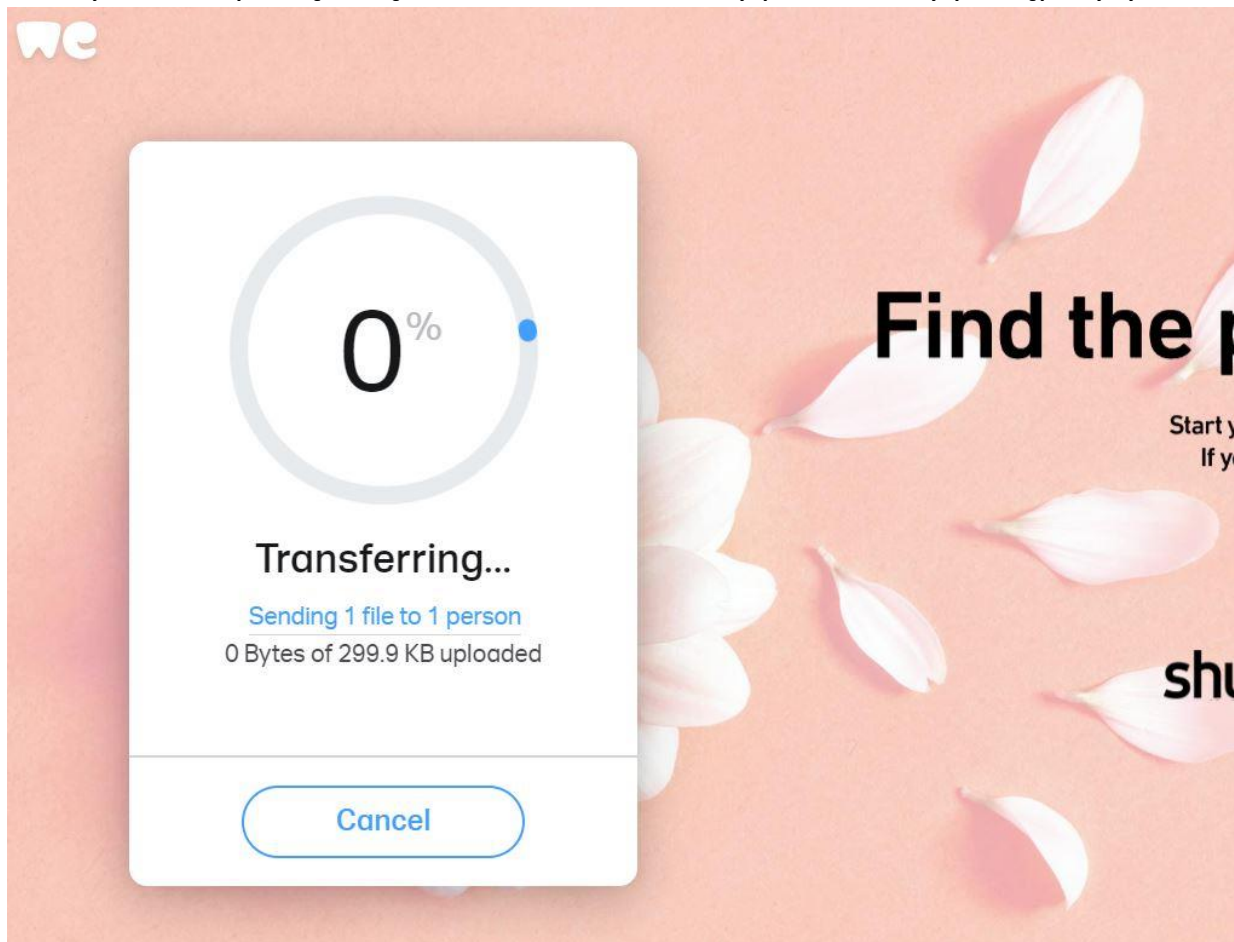 we
0%
Transferring...
Sending 1 file to 1 person
0 Bytes of 299.9 KB uploaded
Cancel
Find the
Start
If